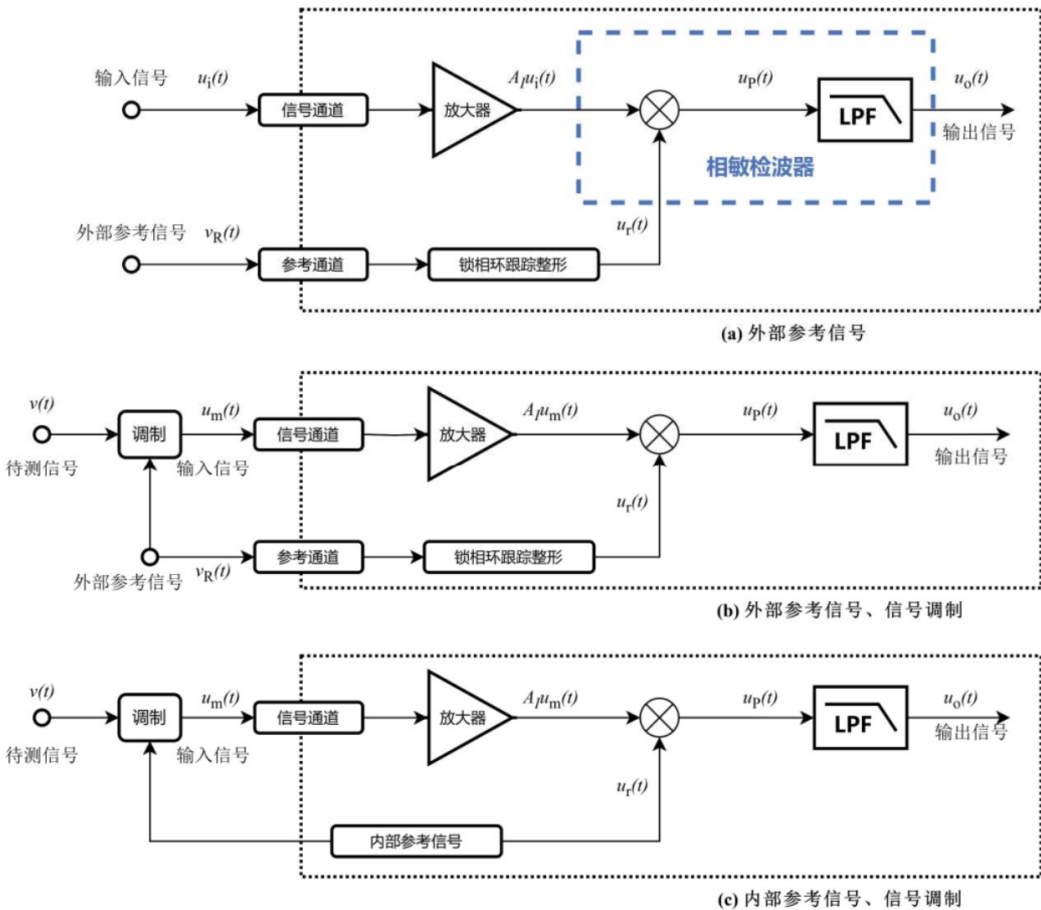 输入信号 u_i(t) 信号通道 放大器 A_I u_i(t) u_P(t) LPF u_o(t) 输出信号
相敏检波器
外部参考信号 v_R(t) 参考通道 锁相环跟踪整形 u_r(t)
(a) 外部参考信号
v(t) 待测信号 调制 u_m(t) 输入信号 信号通道 放大器 A_I u_m(t) u_P(t) LPF u_o(t) 输出信号
外部参考信号 v_R(t) 参考通道 锁相环跟踪整形 u_r(t)
(b) 外部参考信号、信号调制
v(t) 待测信号 调制 u_m(t) 输入信号 信号通道 放大器 A_I u_m(t) u_P(t) LPF u_o(t) 输出信号
内部参考信号 u_r(t)
(c) 内部参考信号、信号调制